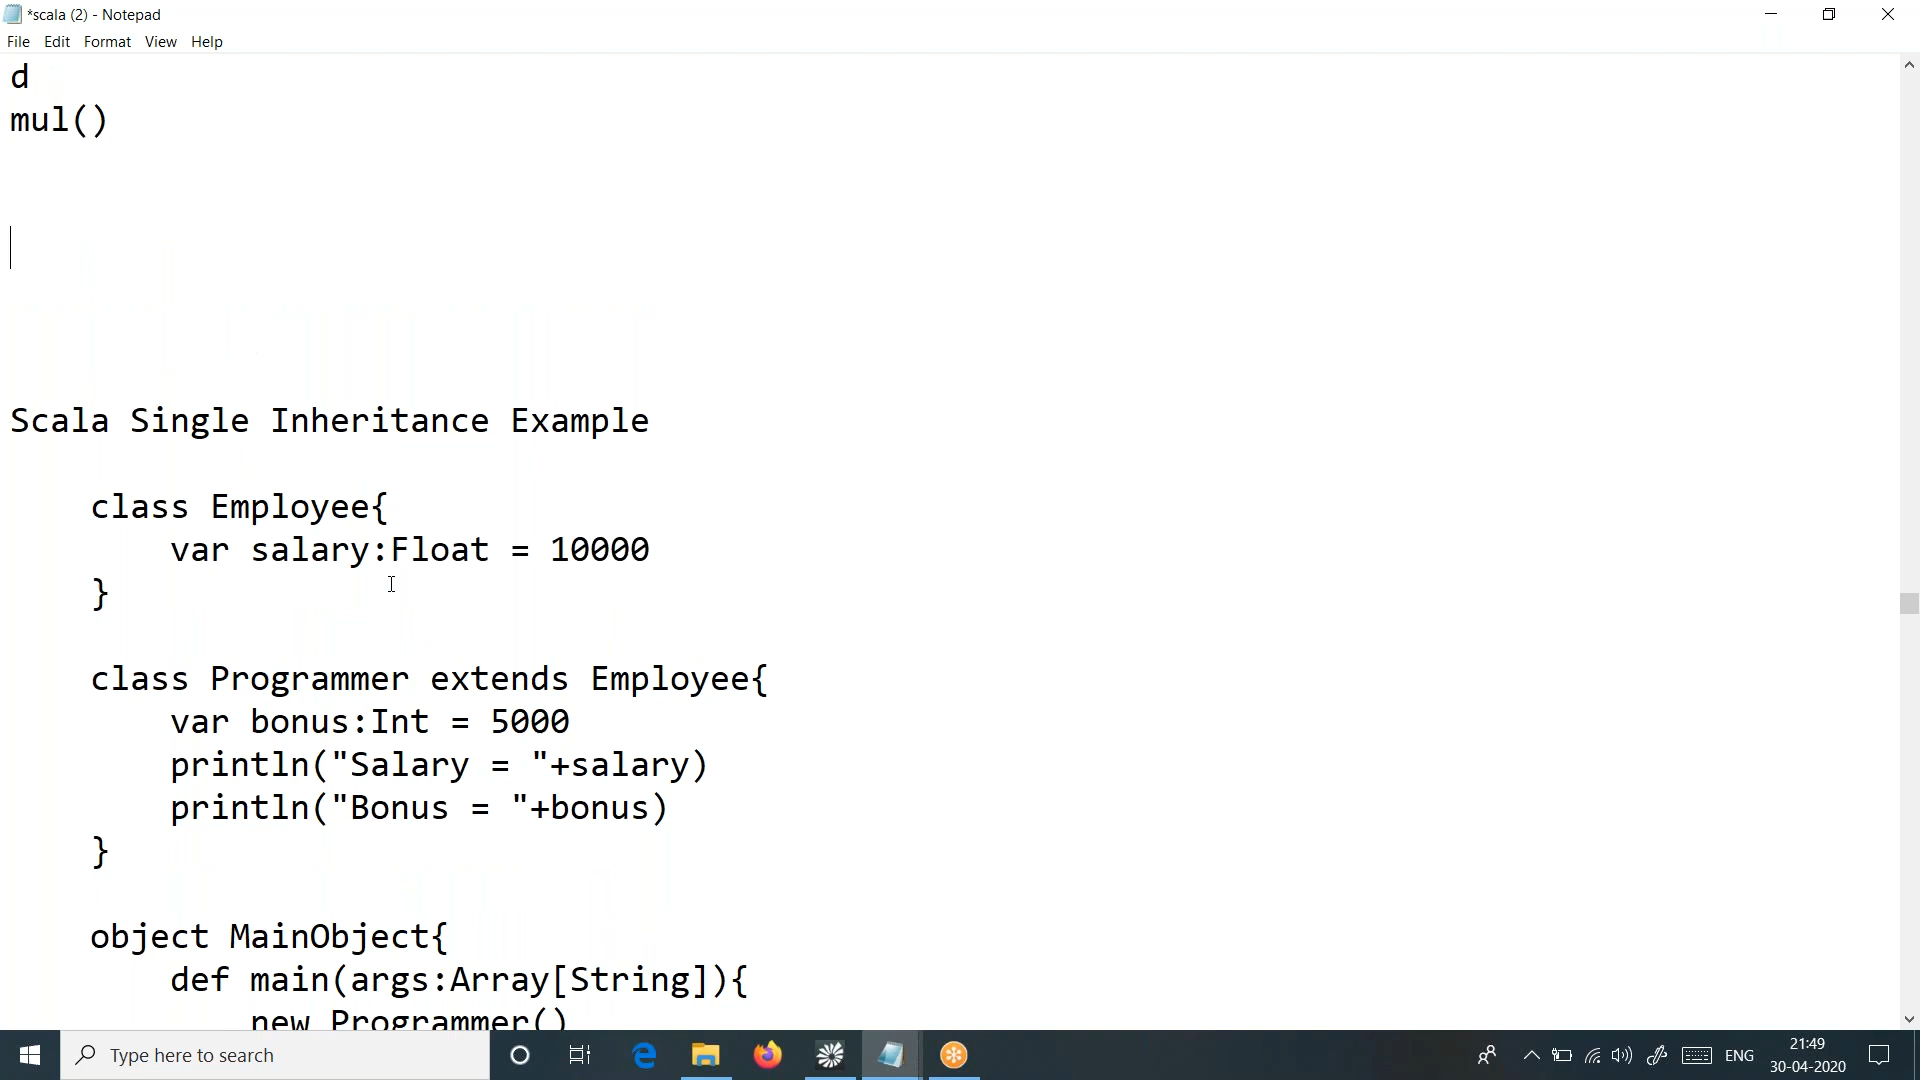 *scala (2) - Notepad
File Edit Format View Help
d
mul()
Scala Single Inheritance Example
class Employee{
var salary:Float = 10000
}
class Programmer extends Employee{
var bonus:Int = 5000
println("Salary = "+salary)
println("Bonus = "+bonus)
}
object MainObject{
def main(args:Array[String]){
new Programmer()
Type here to search
ENG
21:49
30-04-2020